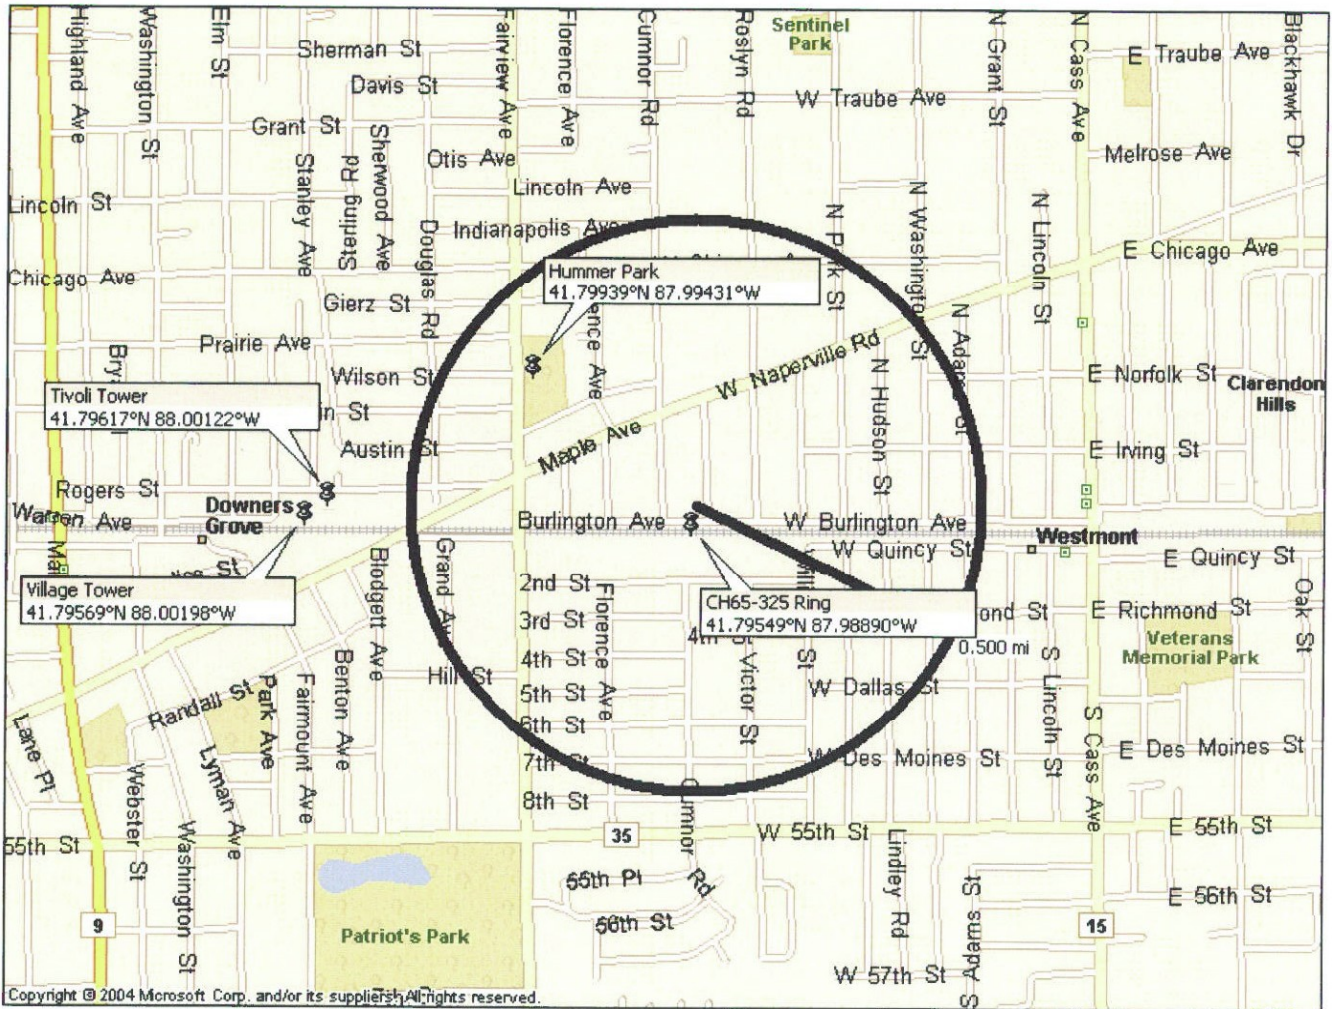 Highland Ave
Washington St
Elm St
Sherman St
Davis St
Fairview Ave
Florence Ave
Cumnor Rd
Roslyn Rd
Sentinel
Park
N Grant St
N Cass Ave
E Traube Ave
Blackhawk Dr
W Traube Ave
Grant St
Otis Ave
Melrose Ave
Stanley Ave
Sterling Rd
Sherwood Ave
Lincoln Ave
Lincoln St
Douglas Rd
Indianapolis Ave
N Park St
N Washington St
N Lincoln St
E Chicago Ave
Chicago Ave
Hummer Park
41.79939°N 87.99431°W
Gierz St
N Adams St
Prairie Ave
ence Ave
W Naperville Rd
N Hudson St
Wilson St
E Norfolk St
Clarendon
Hills
Tivoli Tower
41.79617°N 88.00122°W
in St
Austin St
Maple Ave
E Irving St
Rogers St
Downers
Grove
Warren Ave
Burlington Ave
W Burlington Ave
Westmont
W Quincy St
E Quincy St
Village Tower
41.79569°N 88.00198°W
Blodgett Ave
Grand Ave
2nd St
Florence Ave
3rd St
CH65-325 Ring
41.79549°N 87.98890°W
ond St
E Richmond St
Oak St
4th St
0.500 mi
Veterans
Memorial Park
Hill St
Victor St
S Lincoln St
5th St
W Dallas St
Randall St
Park Ave
Fairmount Ave
Benton Ave
6th St
S Cass Ave
Lane Pl
Lyman Ave
7th St
W Des Moines St
E Des Moines St
Webster St
Washington St
8th St
Cumnor Rd
55th St
35
W 55th St
E 55th St
Lindley Rd
55th Pl
56th St
E 56th St
S Adams St
9
15
Patriot's Park
W 57th St
Copyright © 2004 Microsoft Corp. and/or its suppliers. All rights reserved.